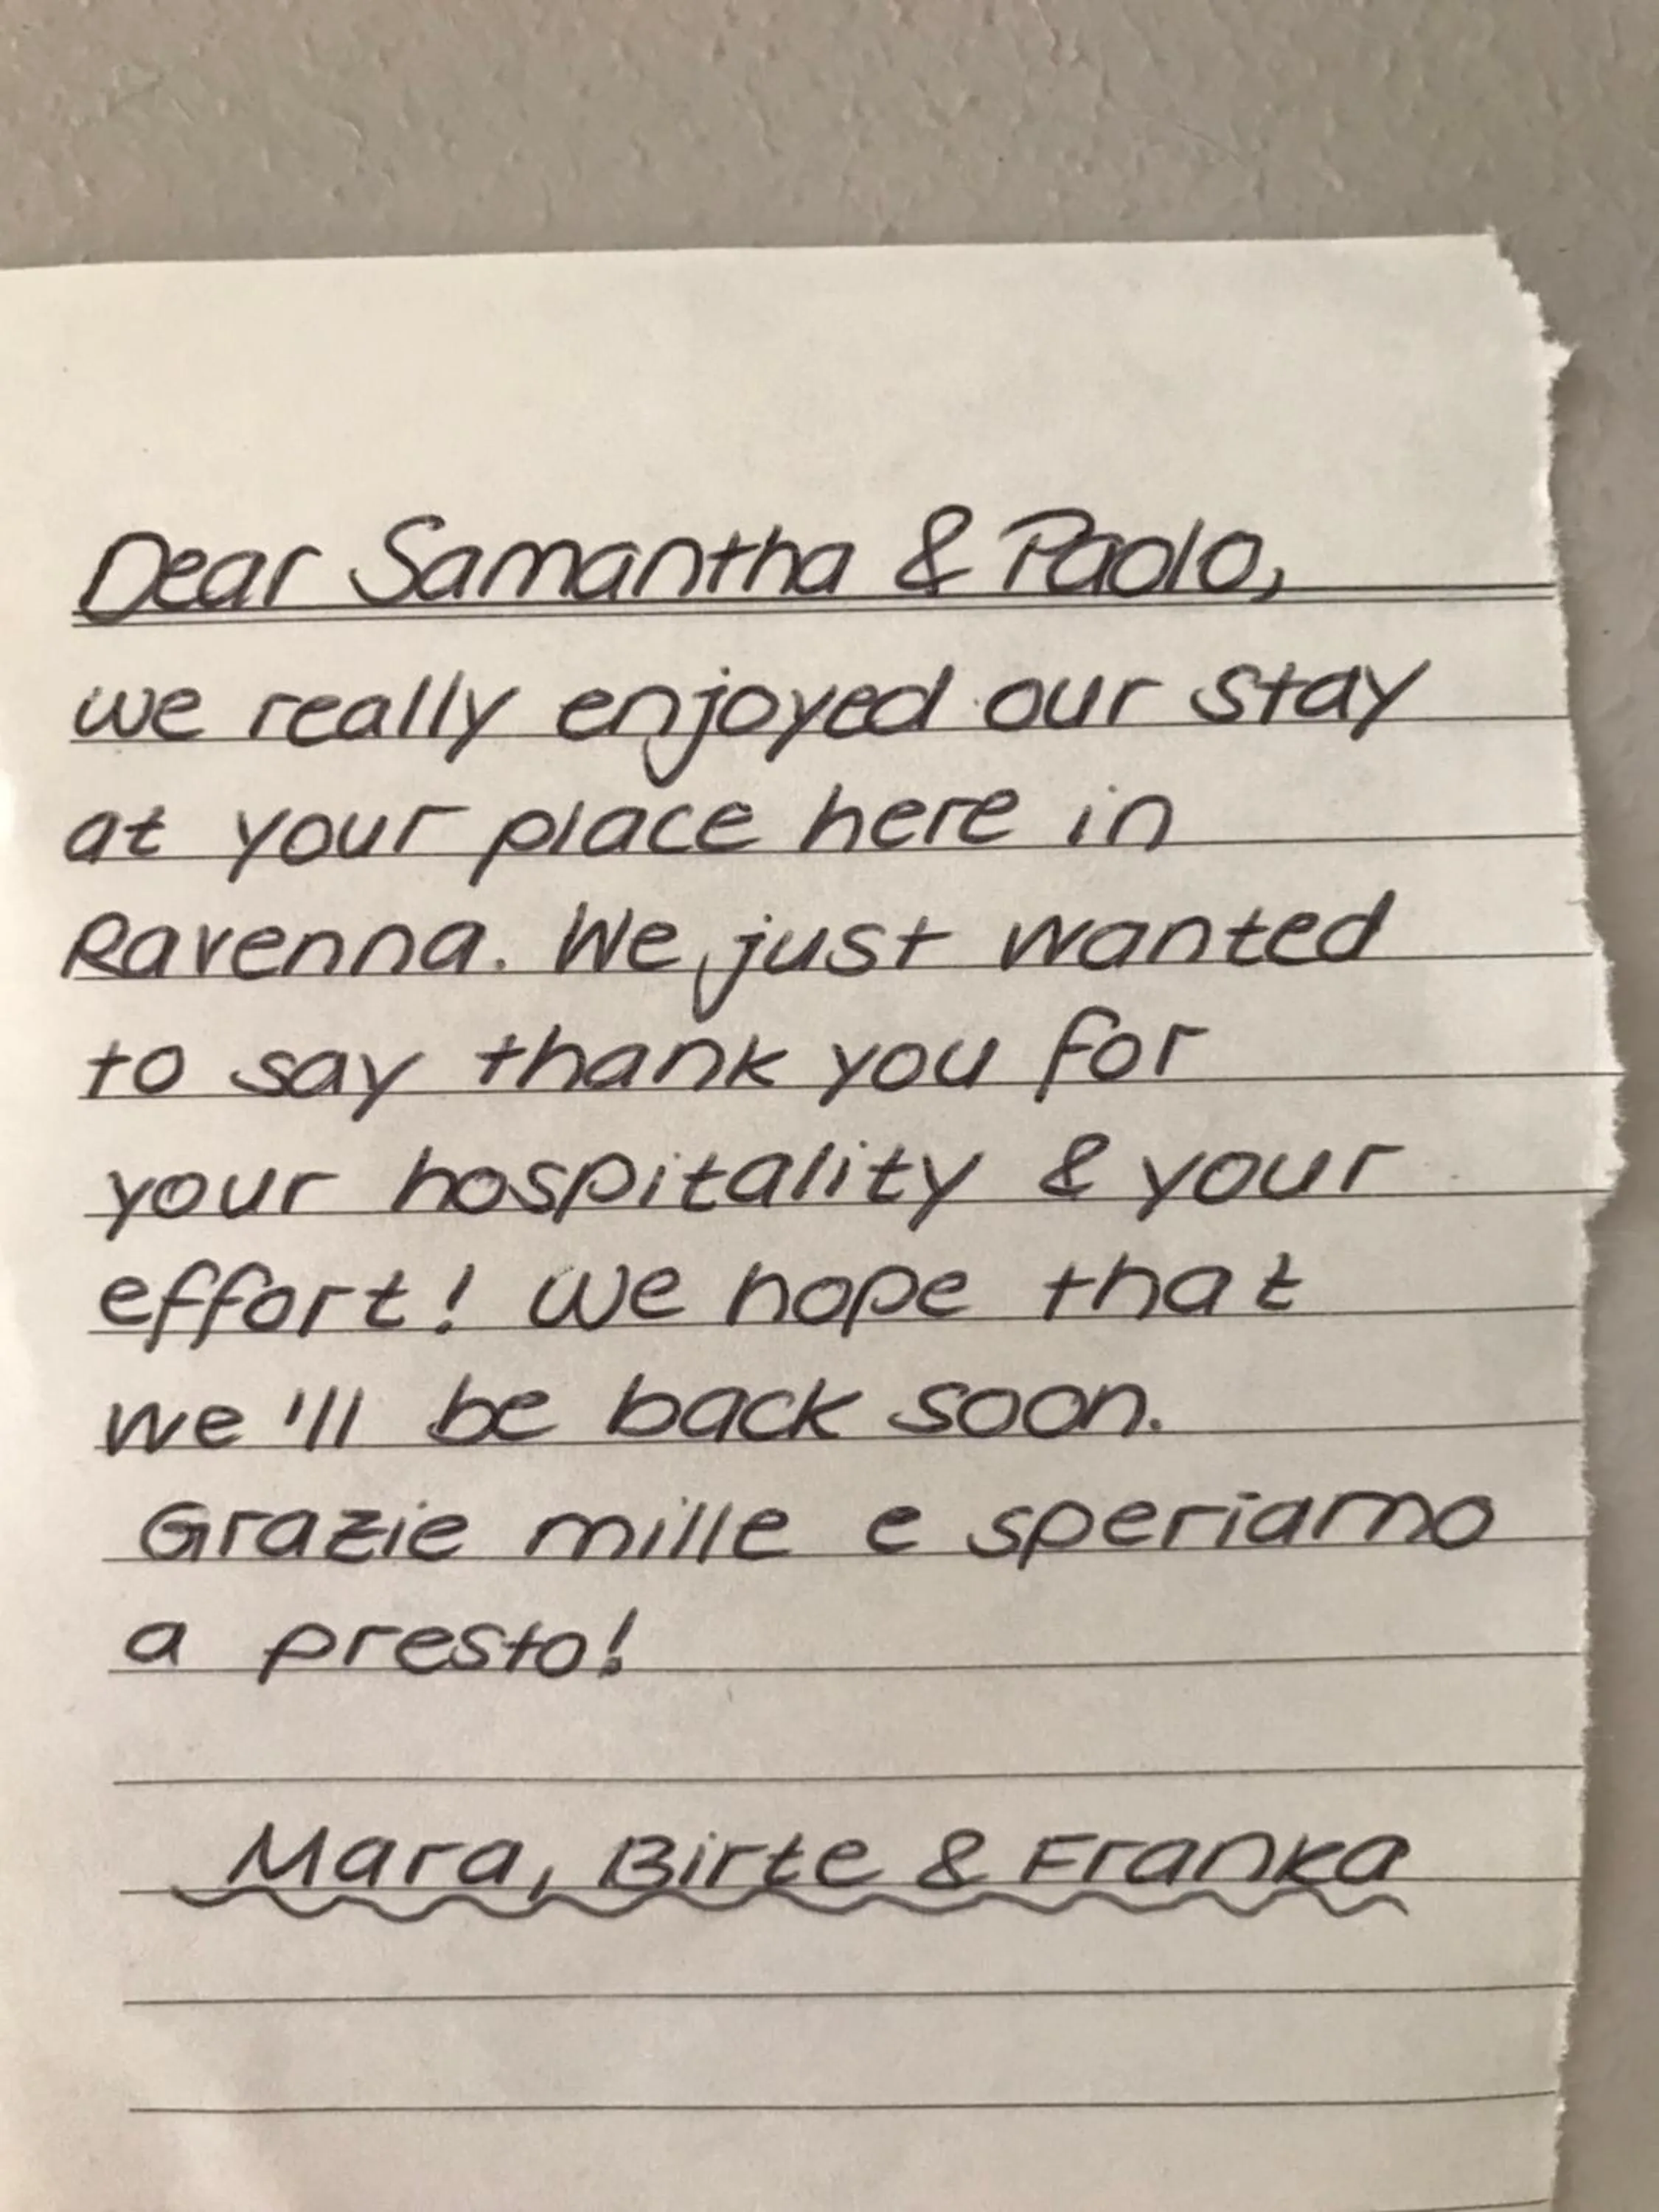 Dear Samantha & Paolo,
we really enjoyed our stay
at your place here in
Ravenna. We just wanted
to say thank you for
your hospitality & your
effort! We hope that
we'll be back soon.
Grazie mille e speriamo
a presto!
Mara, Birte & Franka